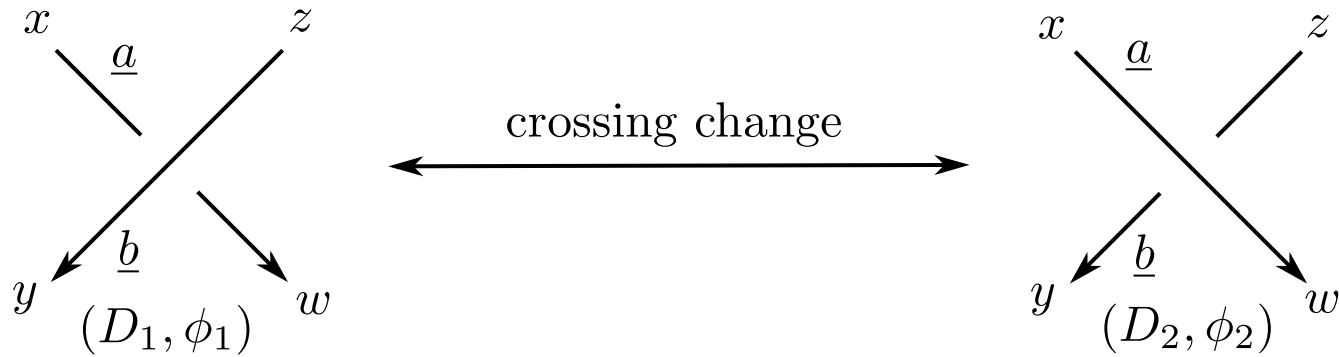 x z x z
a a
crossing change
b b
y w y w
(D₁, ϕ₁) (D₂, ϕ₂)